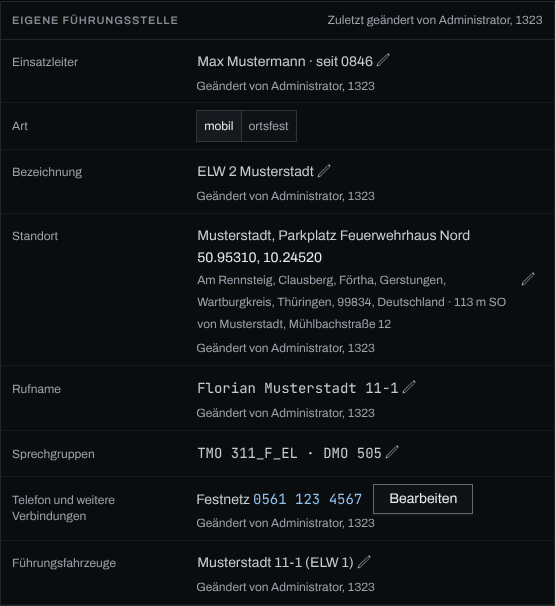 EIGENE FÜHRUNGSSTELLE
Zuletzt geändert von Administrator, 1323
Einsatzleiter
Max Mustermann · seit 0846
Geändert von Administrator, 1323
Art
mobil ortsfest
Bezeichnung
ELW 2 Musterstadt
Geändert von Administrator, 1323
Standort
Musterstadt, Parkplatz Feuerwehrhaus Nord
50.95310, 10.24520
Am Rennsteig, Clausberg, Förtha, Gerstungen,
Wartburgkreis, Thüringen, 99834, Deutschland · 113 m SO
von Musterstadt, Mühlbachstraße 12
Geändert von Administrator, 1323
Rufname
Florian Musterstadt 11-1
Geändert von Administrator, 1323
Sprechgruppen
TMO 311_F_EL · DMO 505
Telefon und weitere
Verbindungen
Festnetz 0561 123 4567 Bearbeiten
Geändert von Administrator, 1323
Führungsfahrzeuge
Musterstadt 11-1 (ELW 1)
Geändert von Administrator, 1323